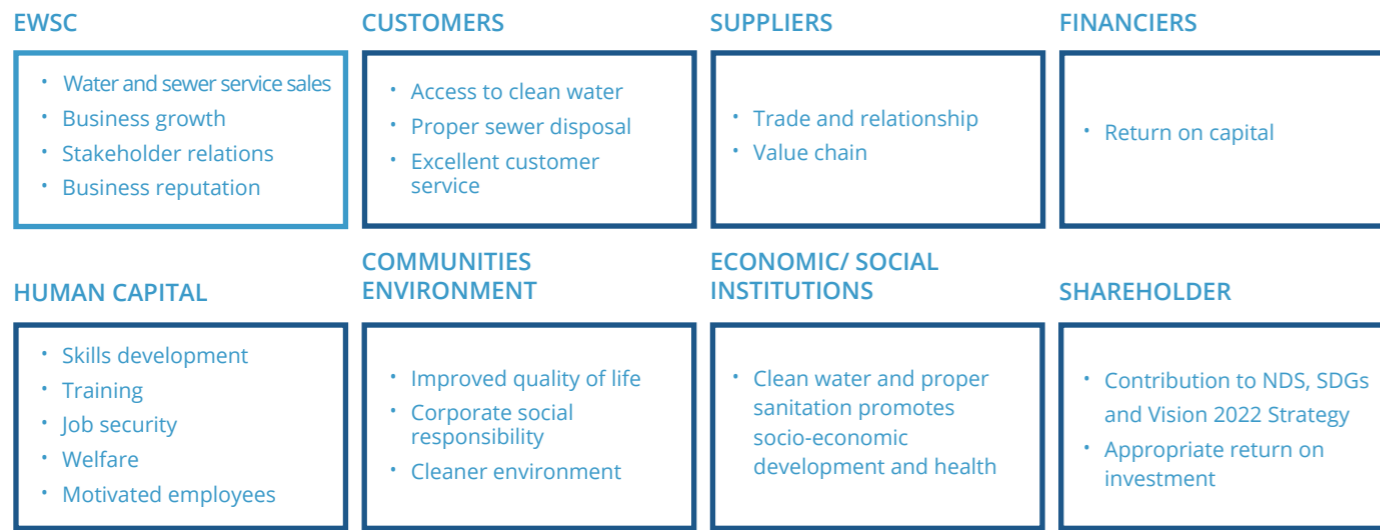 EWSC
• Water and sewer service sales
• Business growth
• Stakeholder relations
• Business reputation
CUSTOMERS
• Access to clean water
• Proper sewer disposal
• Excellent customer
service
SUPPLIERS
• Trade and relationship
• Value chain
FINANCIERS
• Return on capital
HUMAN CAPITAL
• Skills development
• Training
• Job security
• Welfare
• Motivated employees
COMMUNITIES
ENVIRONMENT
• Improved quality of life
• Corporate social
responsibility
• Cleaner environment
ECONOMIC/ SOCIAL
INSTITUTIONS
• Clean water and proper
sanitation promotes
socio-economic
development and health
SHAREHOLDER
• Contribution to NDS, SDGs
and Vision 2022 Strategy
• Appropriate return on
investment